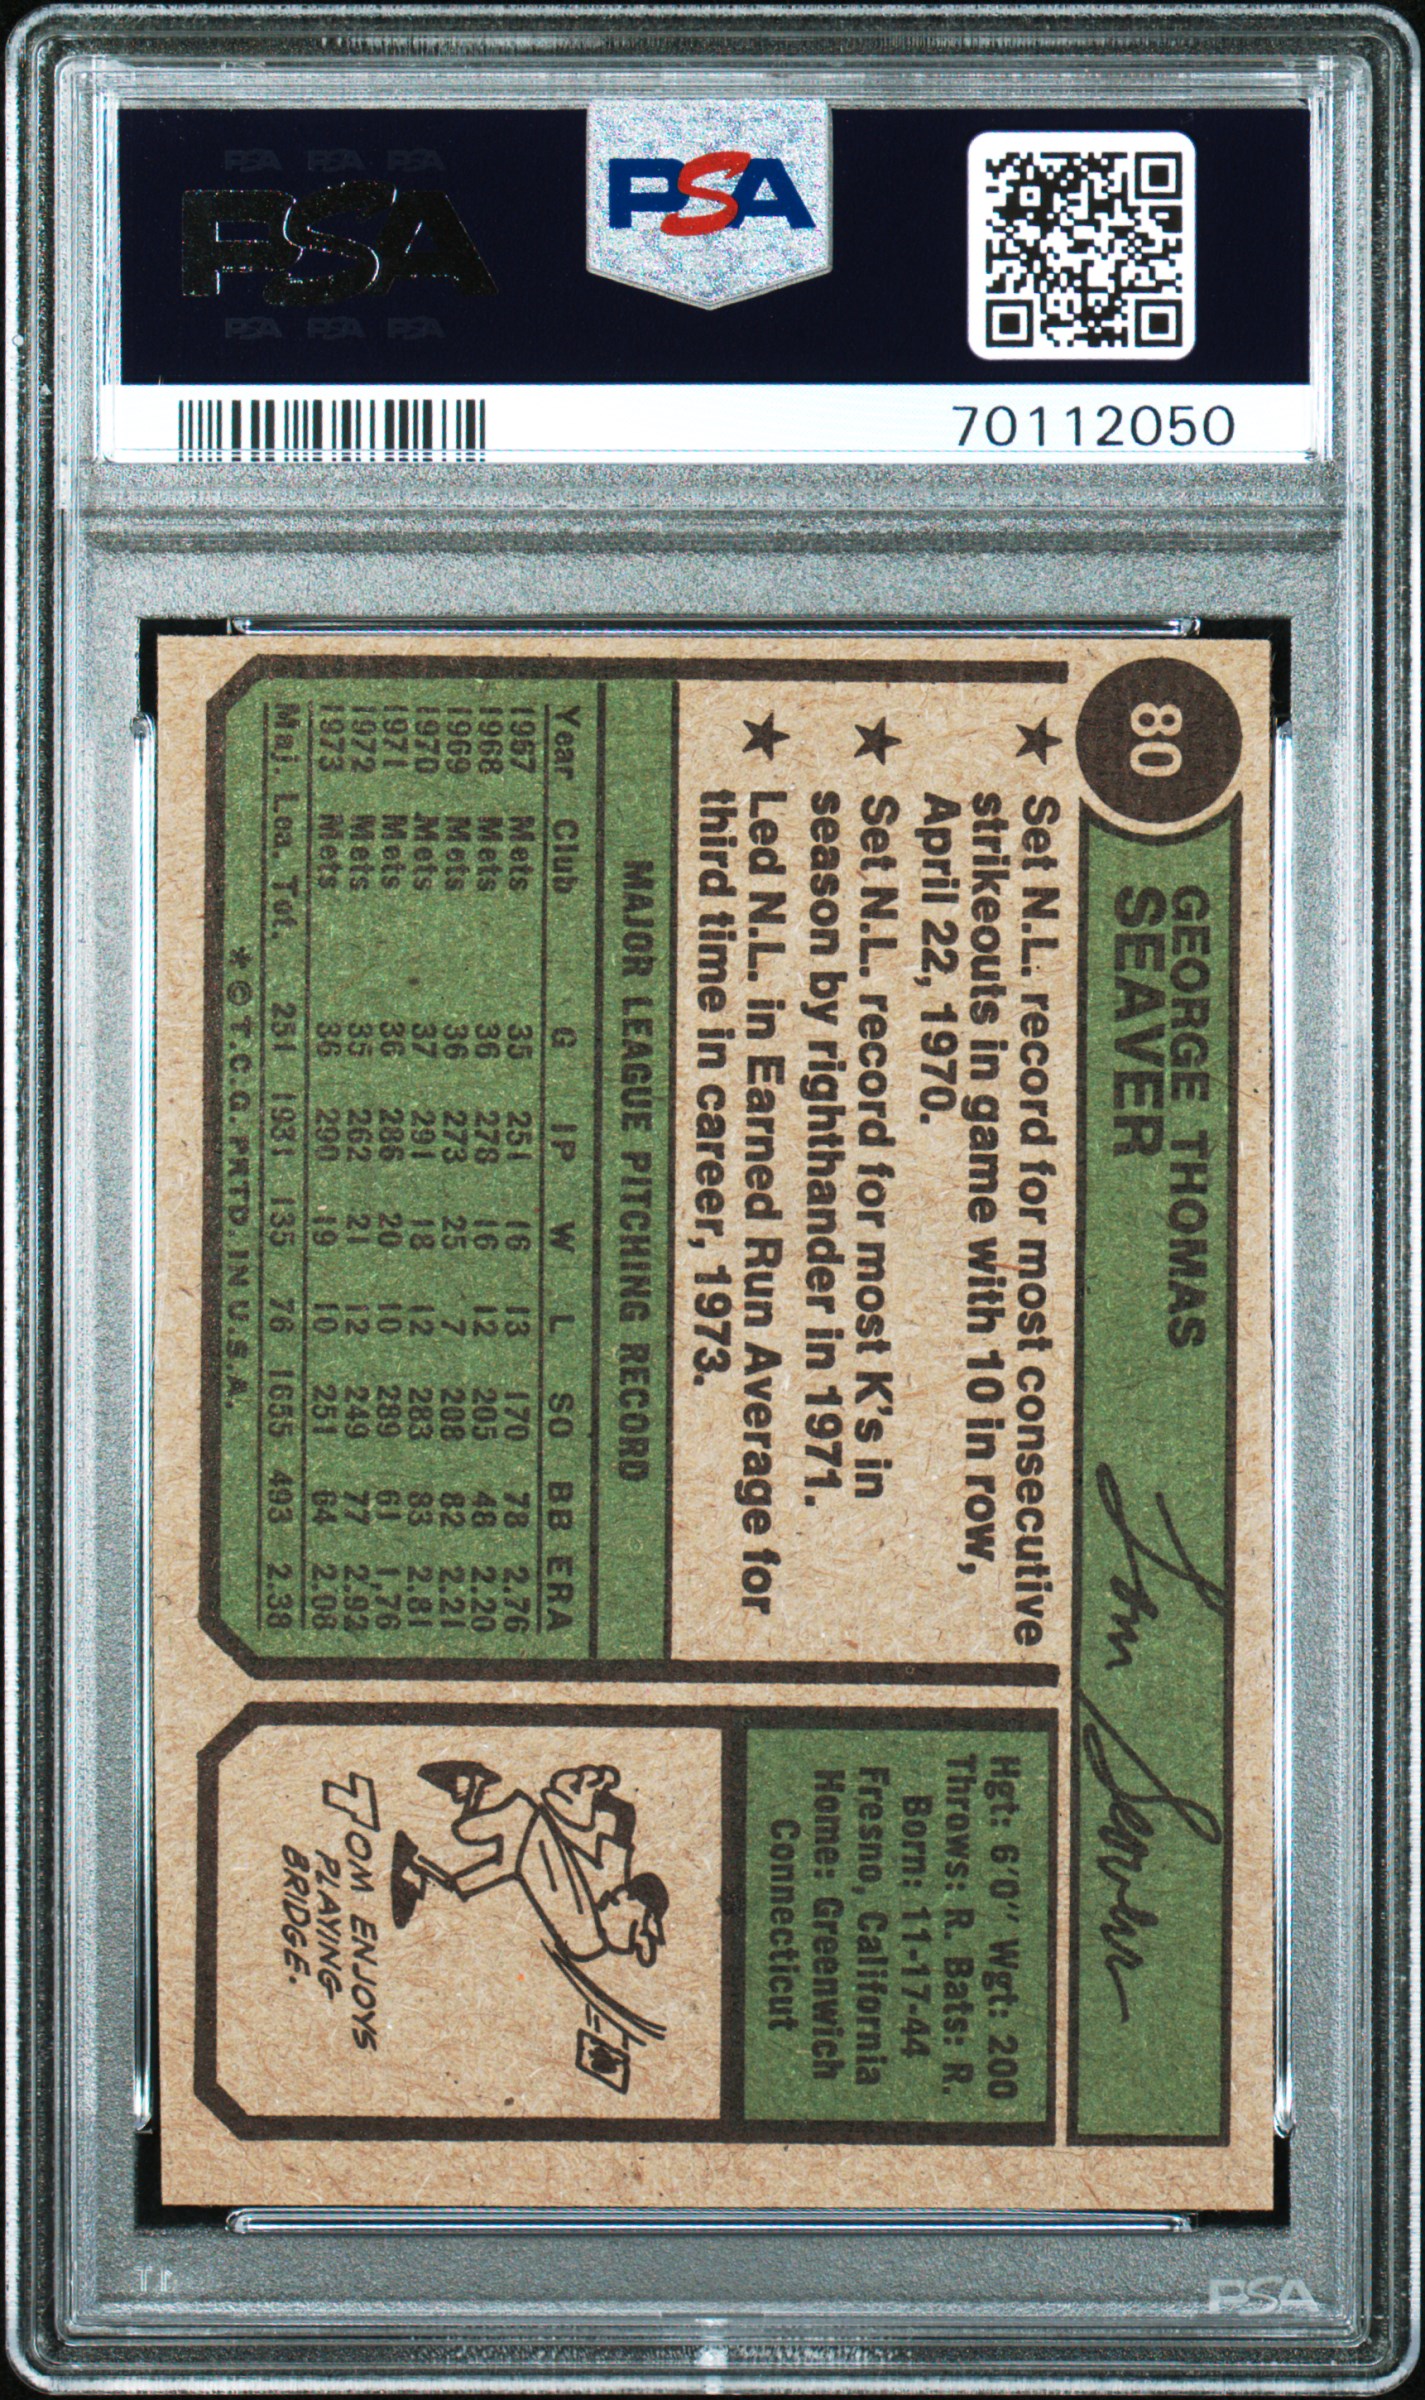 PSA PSA PSA
PSA
PSA PSA PSA
PSA
70112050
80
GEORGE THOMAS
SEAVER
Tom Seaver
★ Set N.L. record for most consecutive
strikeouts in game with 10 in row,
April 22, 1970.
★ Set N.L. record for most K's in
season by righthander in 1971.
★ Led N.L. in Earned Run Average for
third time in career, 1973.
MAJOR LEAGUE PITCHING RECORD
Year Club G IP W L SO BB ERA
1967 Mets 35 251 16 13 170 78 2.76
1968 Mets 36 278 16 12 205 48 2.20
1969 Mets 36 273 25 7 208 82 2.21
1970 Mets 37 291 18 12 283 83 2.81
1971 Mets 36 286 20 10 289 61 1.76
1972 Mets 35 262 21 12 249 77 2.92
1973 Mets 36 290 19 10 251 64 2.08
Maj. Lea. Tot. 251 1931 135 76 1655 493 2.38
* © T.C.G. PRTD. IN U.S.A.
Hgt: 6'0" Wgt: 200
Throws: R. Bats: R.
Born: 11-17-44
Fresno, California
Home: Greenwich
Connecticut
TOM ENJOYS
PLAYING
BRIDGE.
PSA